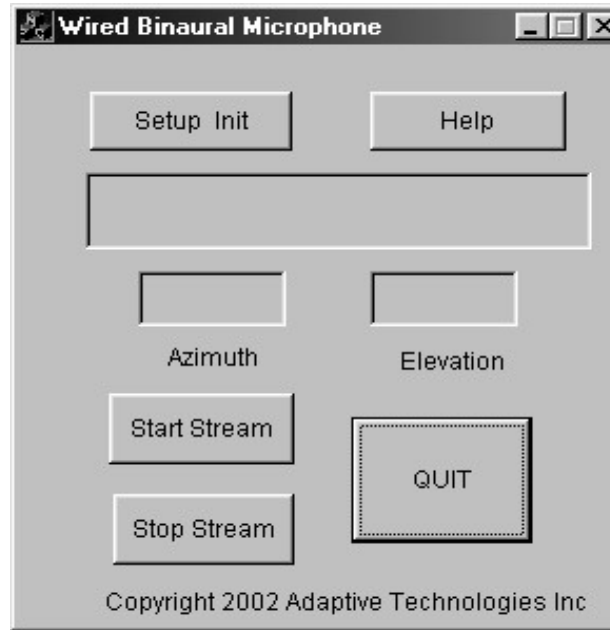 Wired Binaural Microphone
Setup Init
Help
Azimuth
Elevation
Start Stream
QUIT
Stop Stream
Copyright 2002 Adaptive Technologies Inc